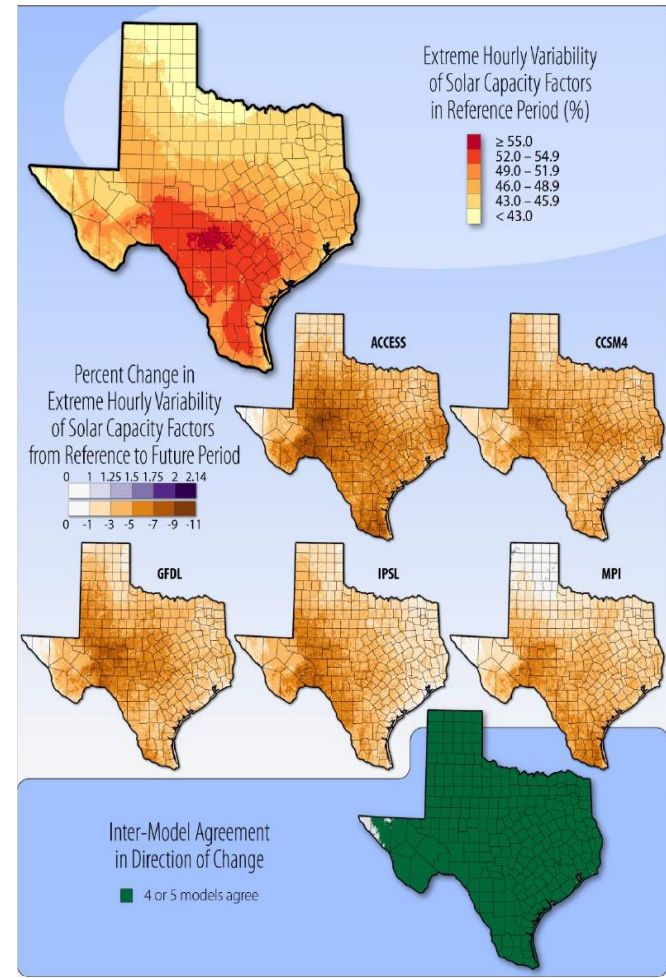 Extreme Hourly Variability
of Solar Capacity Factors
in Reference Period (%)
≥ 55.0
52.0 – 54.9
49.0 – 51.9
46.0 – 48.9
43.0 – 45.9
< 43.0
ACCESS
CCSM4
Percent Change in
Extreme Hourly Variability
of Solar Capacity Factors
from Reference to Future Period
0 1 1.25 1.5 1.75 2 2.14
0 -1 -3 -5 -7 -9 -11
GFDL
IPSL
MPI
Inter-Model Agreement
in Direction of Change
4 or 5 models agree